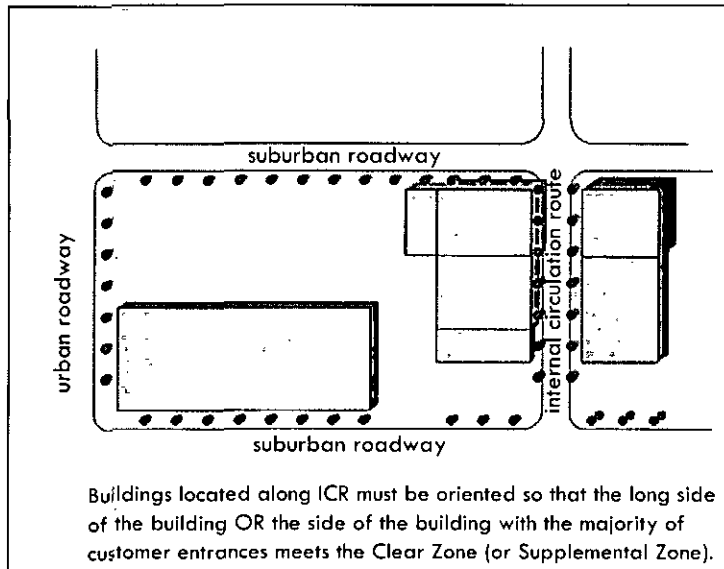 suburban roadway
urban roadway
internal circulation route
suburban roadway
Buildings located along ICR must be oriented so that the long side
of the building OR the side of the building with the majority of
customer entrances meets the Clear Zone (or Supplemental Zone).